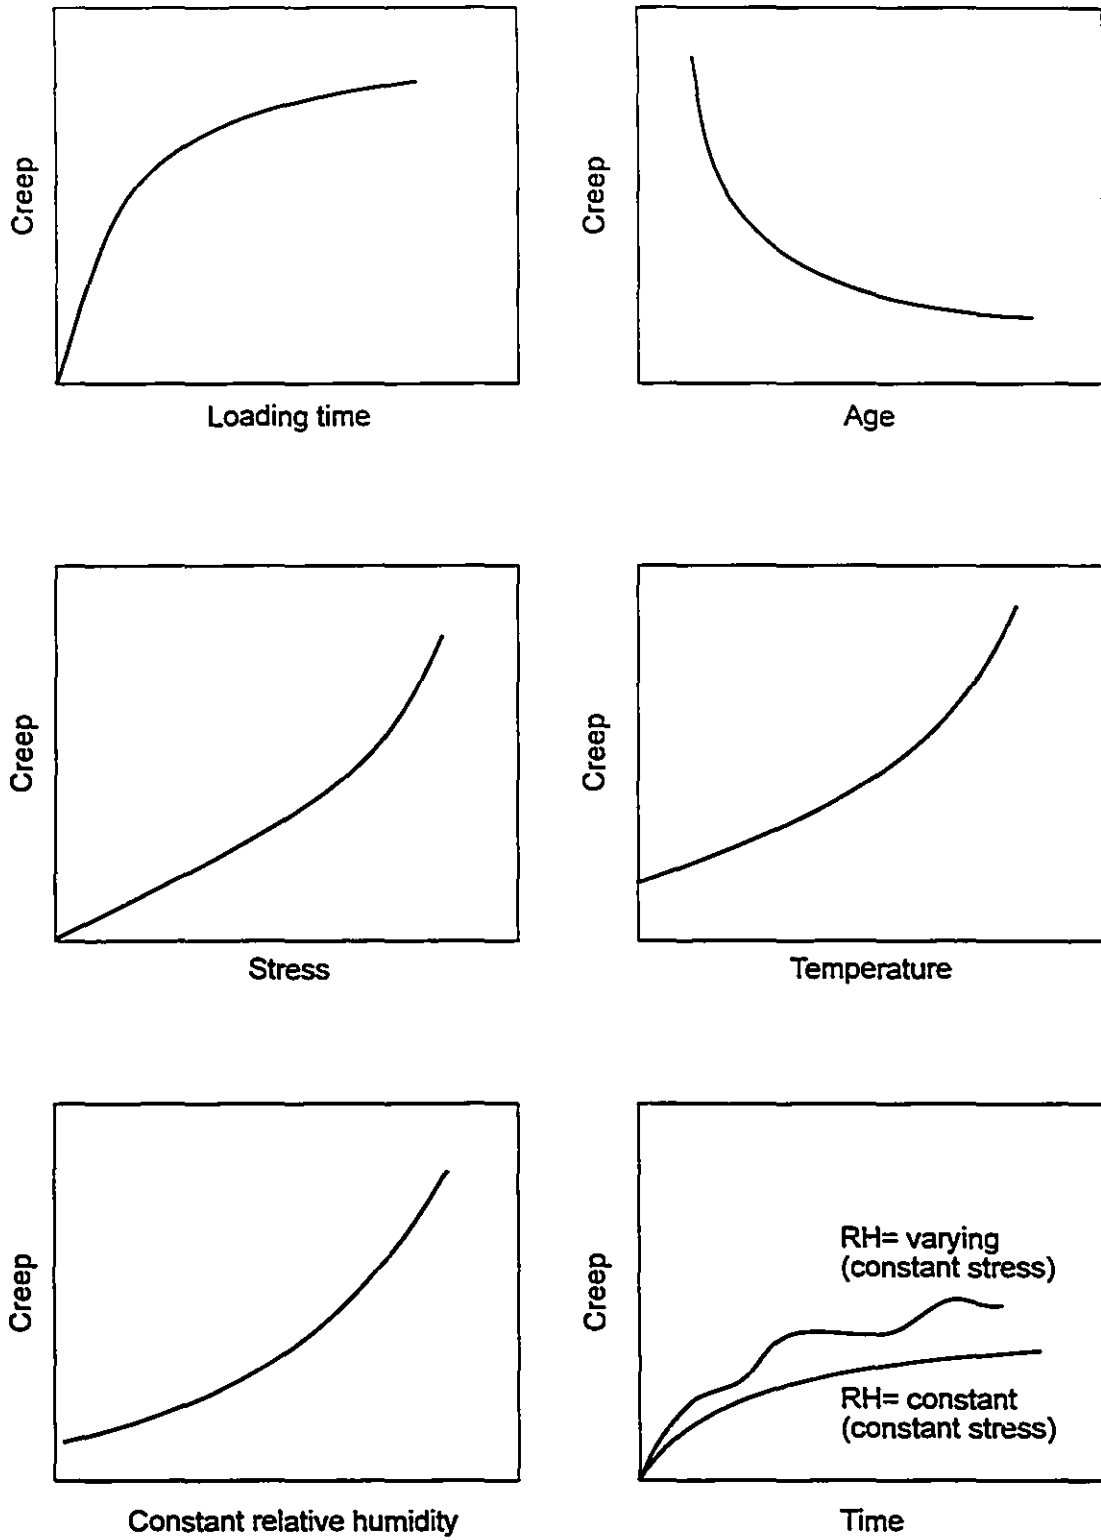 Creep
Loading time
Creep
Age
Creep
Stress
Creep
Temperature
Creep
Constant relative humidity
Creep
RH= varying
(constant stress)
RH= constant
(constant stress)
Time